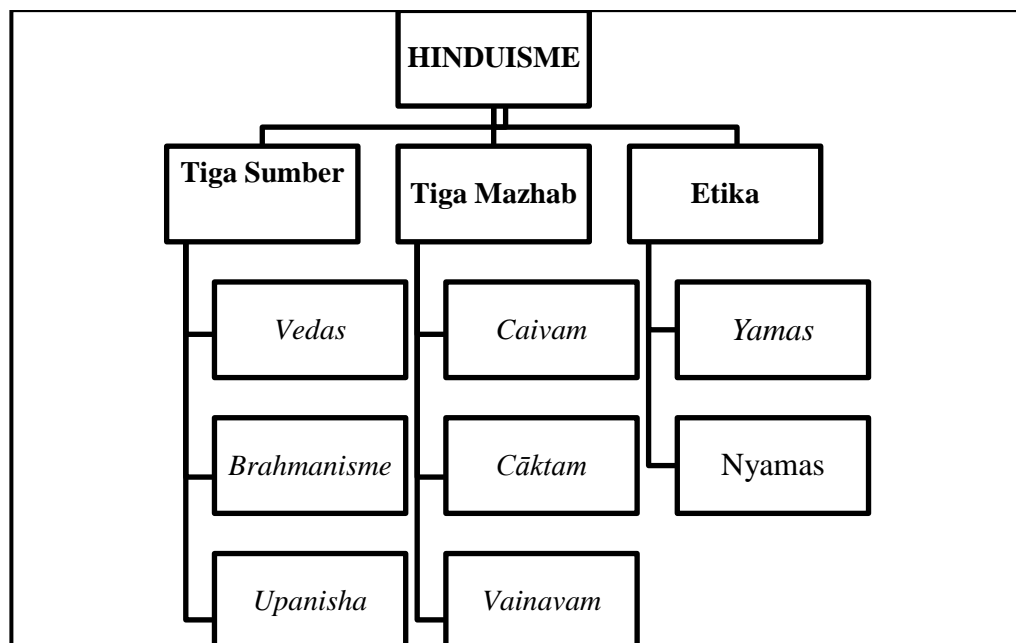 HINDUISME
Tiga Sumber
Tiga Mazhab
Etika
Vedas
Caivam
Yamas
Brahmanisme
Cāktam
Nyamas
Upanisha
Vainavam